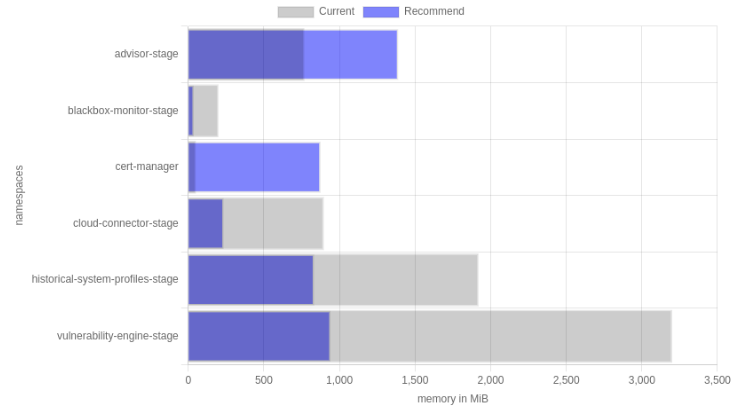 Current Recommend
advisor-stage
blackbox-monitor-stage
cert-manager
cloud-connector-stage
historical-system-profiles-stage
vulnerability-engine-stage
namespaces
0 500 1,000 1,500 2,000 2,500 3,000 3,500
memory in MiB